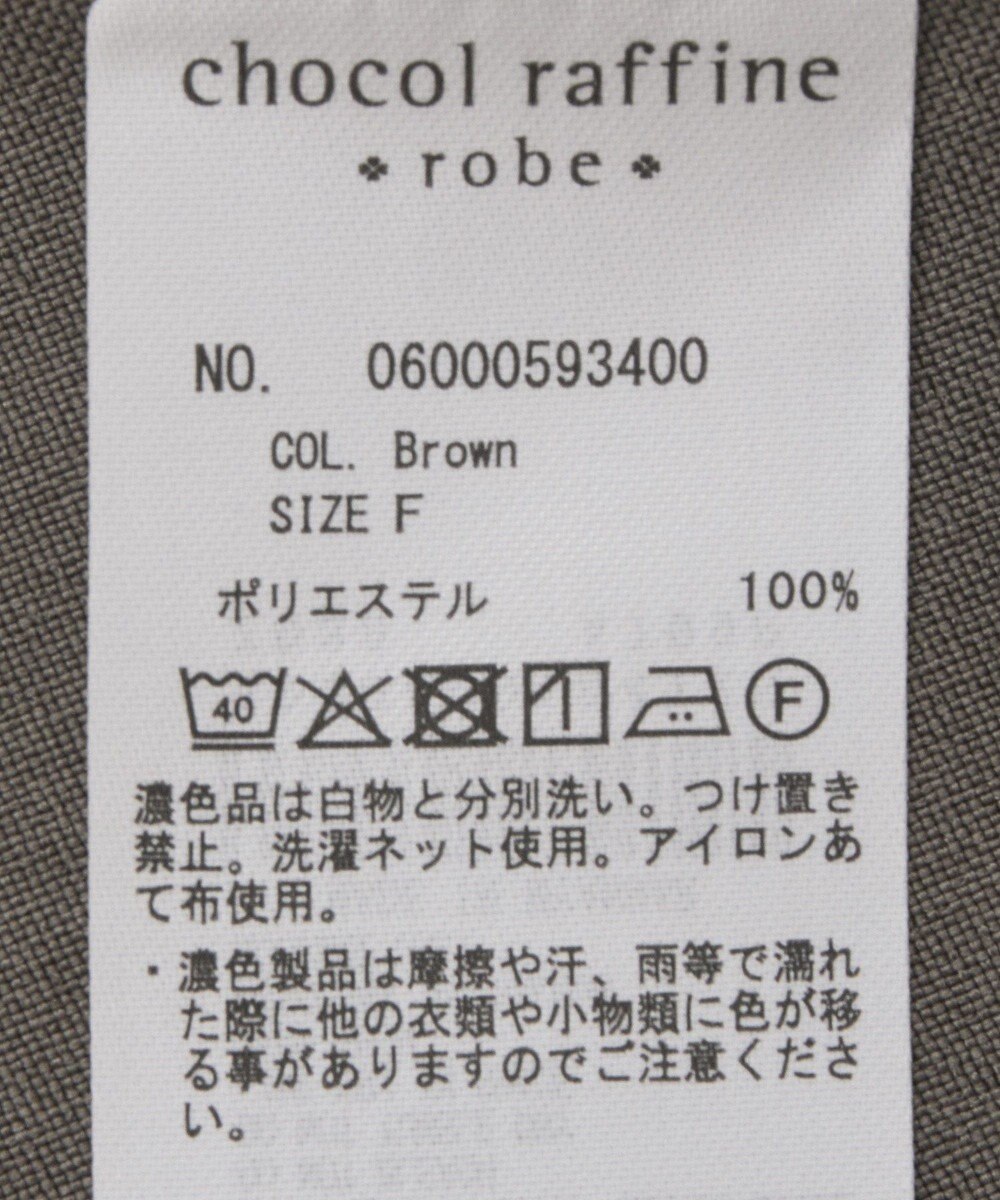 chocol raffine
robe
NO. 06000593400
COL. Brown
SIZE F
ポリエステル 100%
40 F
濃色品は白物と分別洗い。つけ置き
禁止。洗濯ネット使用。アイロンあ
て布使用。
・濃色製品は摩擦や汗、雨等で濡れ
た際に他の衣類や小物類に色が移
る事がありますのでご注意くださ
い。